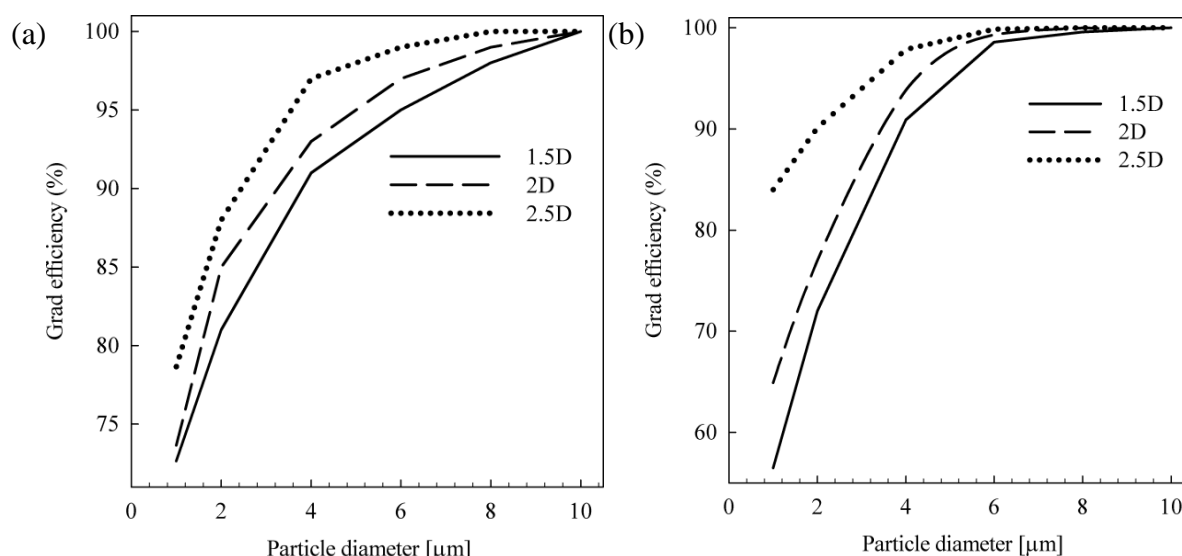 (a)
Grad efficiency (%)
100
95
90
85
80
75
1.5D
2D
2.5D
0 2 4 6 8 10
Particle diameter [µm]
(b)
Grad efficiency (%)
100
90
80
70
60
1.5D
2D
2.5D
0 2 4 6 8 10
Particle diameter [µm]